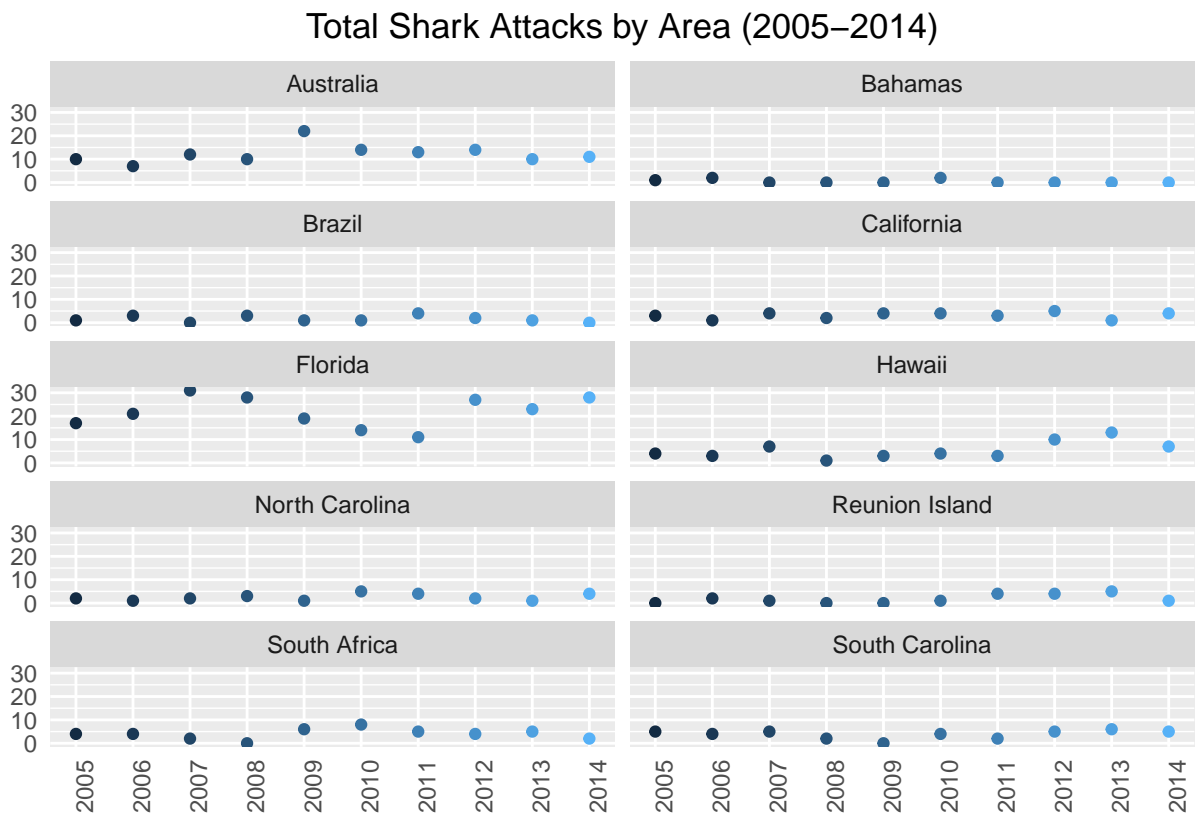 Total Shark Attacks by Area (2005−2014)
Australia
Bahamas
30
20
10
0
Brazil
California
30
20
10
0
Florida
Hawaii
30
20
10
0
North Carolina
Reunion Island
30
20
10
0
South Africa
South Carolina
30
20
10
0
2005 2006 2007 2008 2009 2010 2011 2012 2013 2014
2005 2006 2007 2008 2009 2010 2011 2012 2013 2014